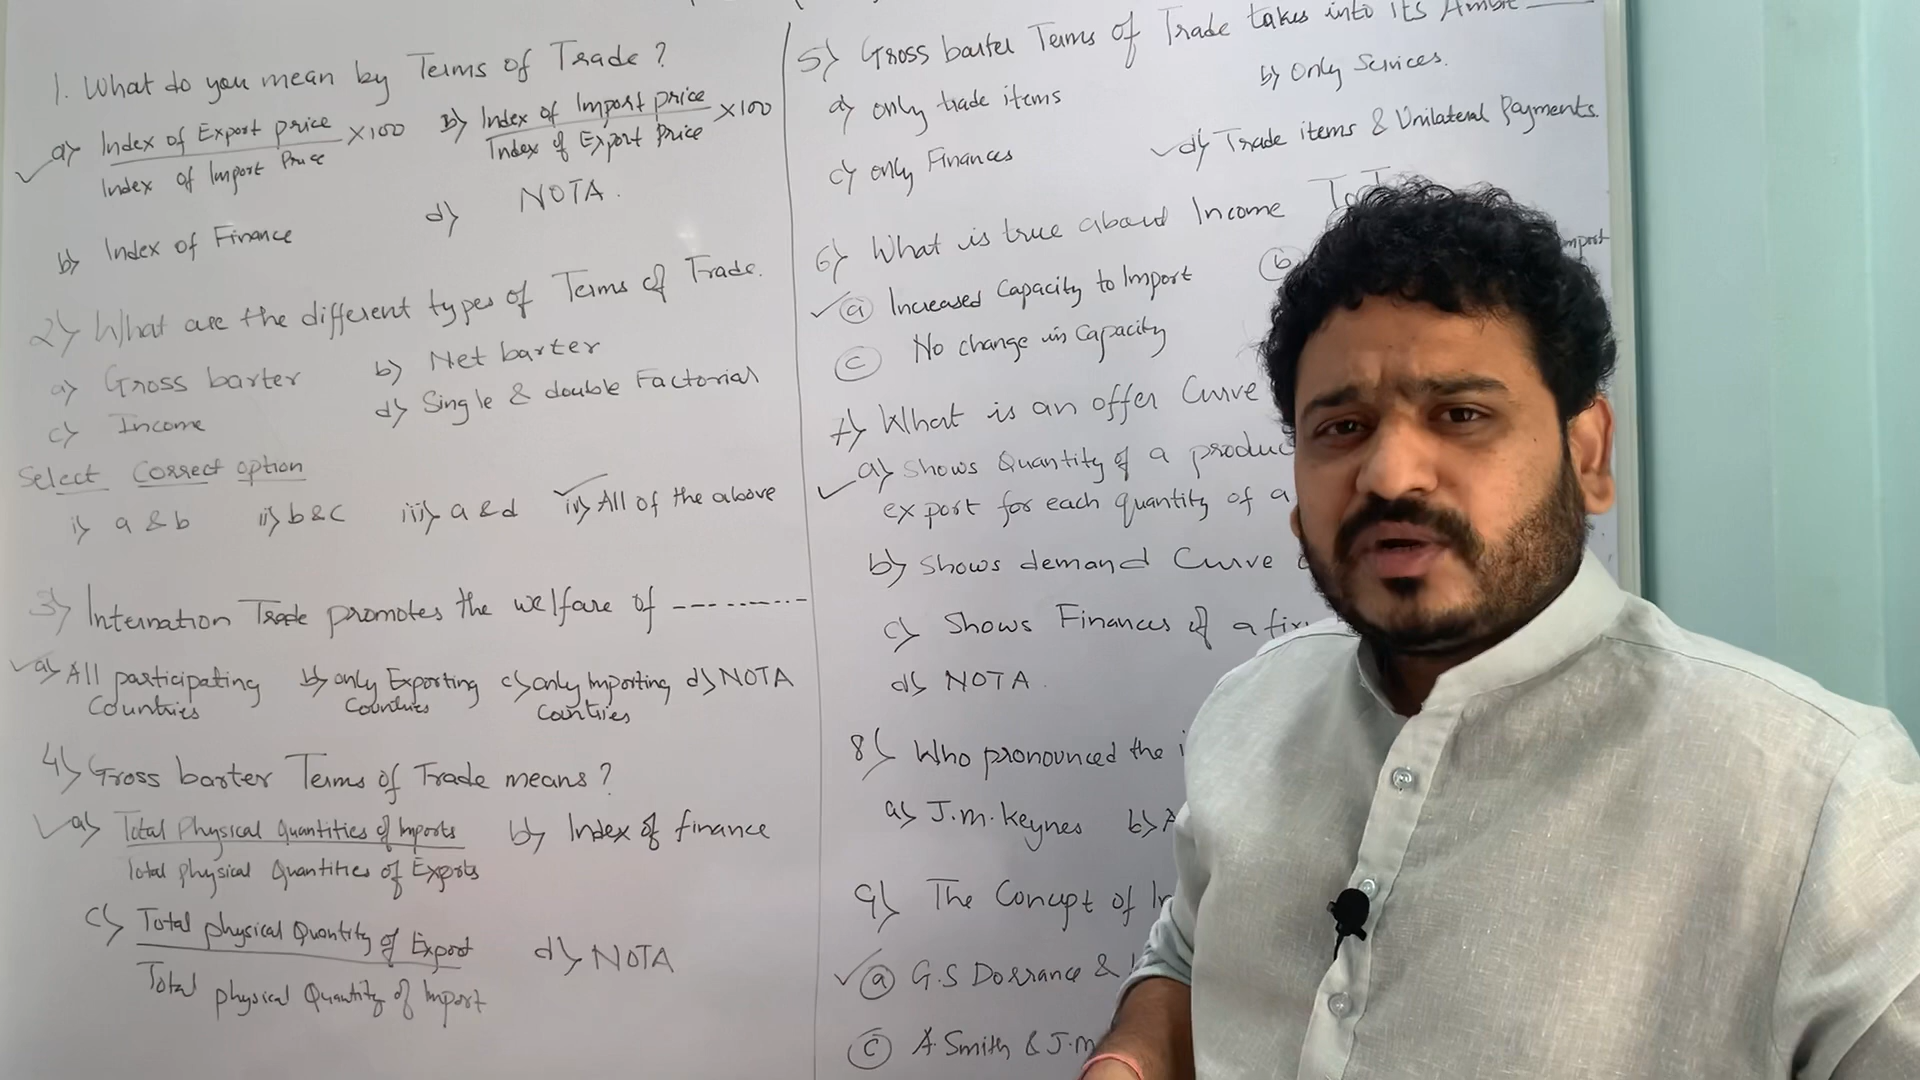 1. What do you mean by Terms of Trade?
a) Index of Export price
Index of Import Price
×100
b) Index of Import price
Index of Export Price
×100
b) Index of Finance
d) NOTA.
2) What are the different types of Terms of Trade.
a) Gross barter
b) Net barter
c) Income
d) Single & double Factorial
Select Correct option
i) a & b ii) b&c iii) a&d iv) All of the above
3) Internation Trade promotes the welfare of ---------
a) All participating
Countries
b) only Exporting
Countries
c) only Importing
Countries
d) NOTA
4) Gross barter Terms of Trade means?
a) Total Physical Quantities of Imports
Total physical Quantities of Exports
b) Index of finance
c) Total physical Quantity of Export
Total physical Quantity of Import
d) NOTA
5) Gross barter Terms of Trade takes into its
a) only trade items
b) Only Services.
c) only Finances
d) Trade items & Unilateral Payments.
6) What is true about Income
a Increased Capacity to Import
b
c No change in Capacity
7) What is an offer Curve
a) Shows Quantity of a
export for each quantity of a
b) Shows demand Curve
c) Shows Finances of a
d) NOTA.
8) Who pronounced the
a) J.M.Keynes b)
9) The Concept of
a G.S Dorrance &
c A. Smith & J.M